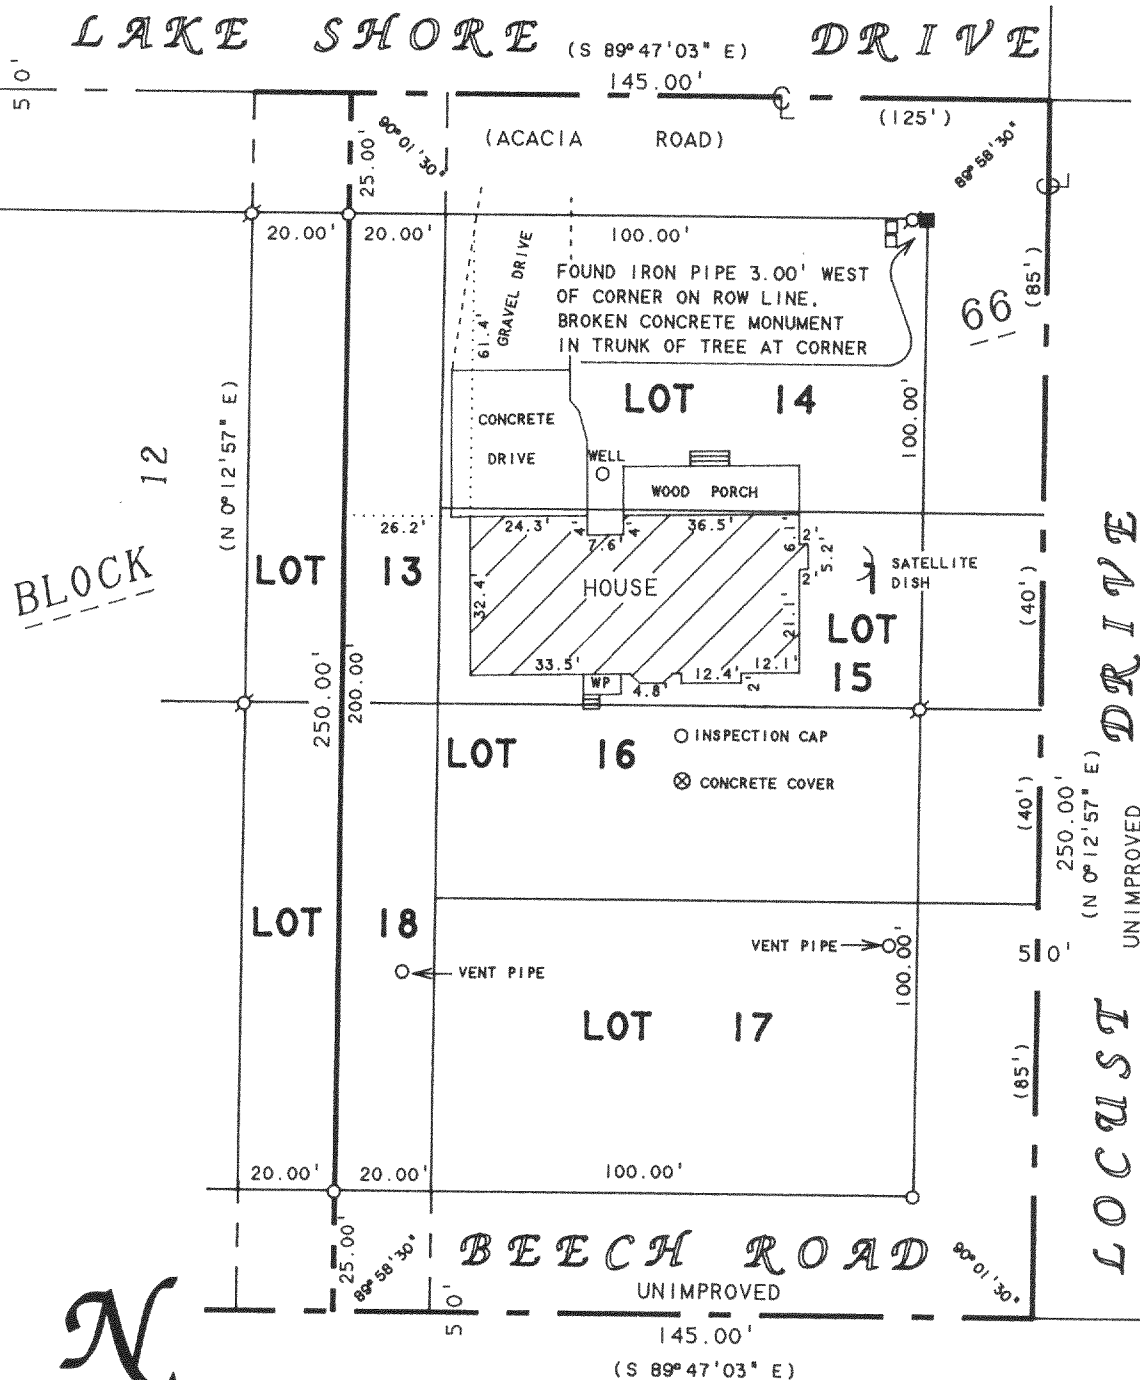 LAKE SHORE DRIVE
(S 89°47'03" E)
145.00'
50'
(ACACIA ROAD)
(125')
90°01'30"
89°58'30"
25.00'
20.00' 20.00' 100.00'
FOUND IRON PIPE 3.00' WEST
OF CORNER ON ROW LINE.
BROKEN CONCRETE MONUMENT
IN TRUNK OF TREE AT CORNER
GRAVEL DRIVE
61.4'
66
(85')
LOT 14
100.00'
(N 0°12'57" E)
CONCRETE
DRIVE
WELL
WOOD PORCH
12
BLOCK
26.2'
24.3'
4'
7.6'
4'
36.5'
6.1'
2'
5.2'
2'
SATELLITE
DISH
LOT 13
HOUSE
32.4'
21.1'
LOT
15
(40')
33.5'
WP
4.8'
12.4'
2'
12.1'
250.00'
200.00'
LOT 16
INSPECTION CAP
CONCRETE COVER
(40')
250.00'
(N 0°12'57" E)
UNIMPROVED
LOCUST DRIVE
LOT 18
VENT PIPE
VENT PIPE
50'
100.00'
LOT 17
(85')
20.00' 20.00' 100.00'
25.00'
89°58'30"
BEECH ROAD
90°01'30"
UNIMPROVED
50'
145.00'
(S 89°47'03" E)
N